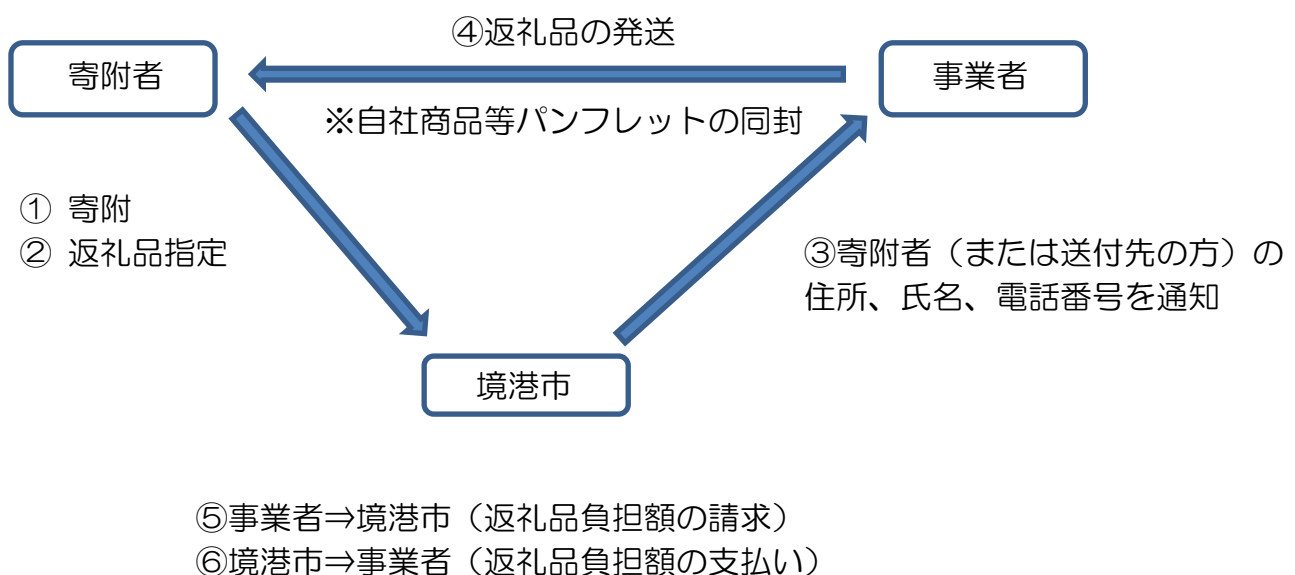 ④返礼品の発送
寄附者
事業者
※自社商品等パンフレットの同封
① 寄附
② 返礼品指定
③寄附者（または送付先の方）の
住所、氏名、電話番号を通知
境港市
⑤事業者⇒境港市（返礼品負担額の請求）
⑥境港市⇒事業者（返礼品負担額の支払い）